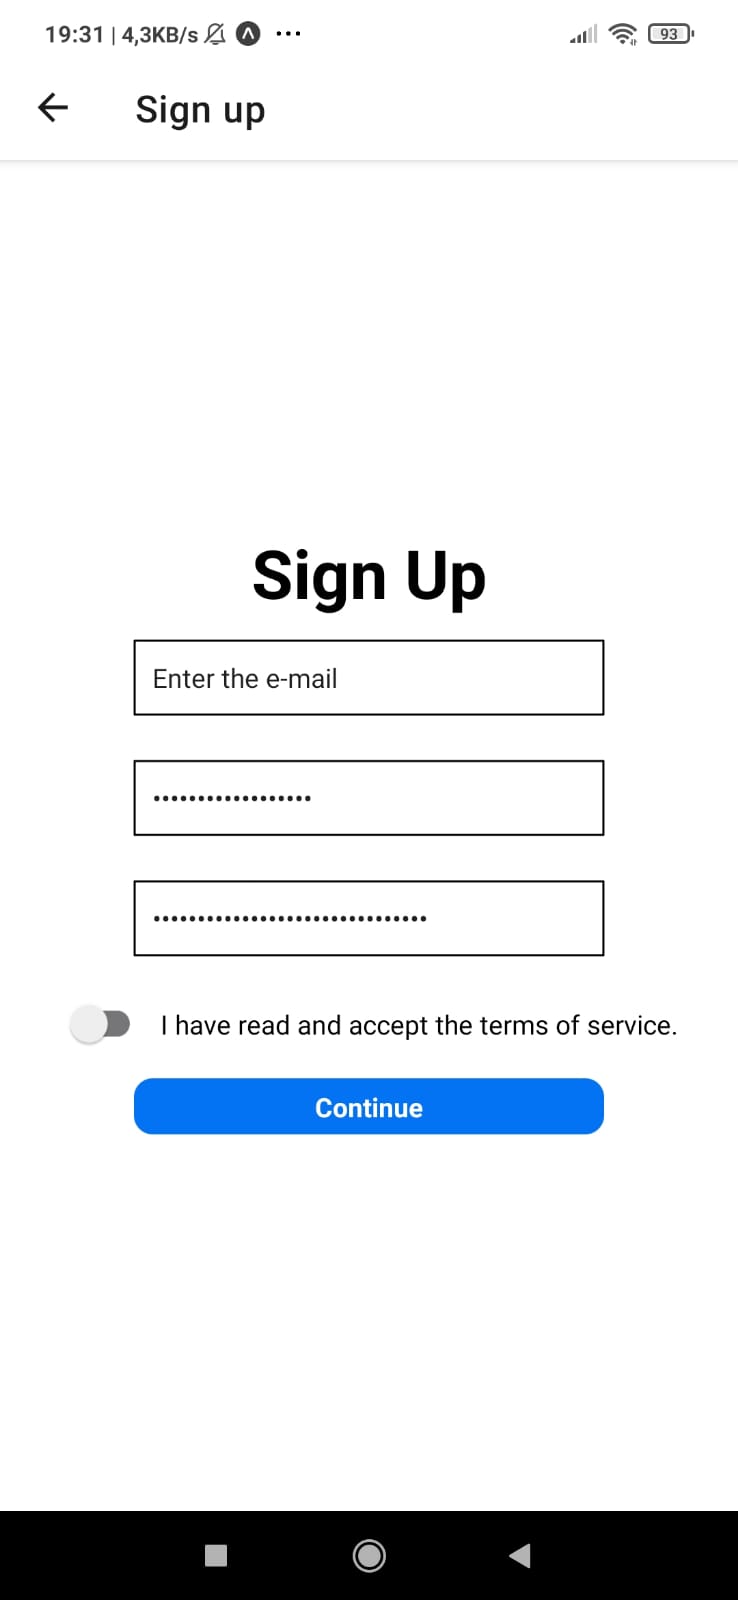 19:31 | 4,3KB/s
93
Sign up
Sign Up
Enter the e-mail
••••••••••••••••••
•••••••••••••••••••••••••••••••
I have read and accept the terms of service.
Continue